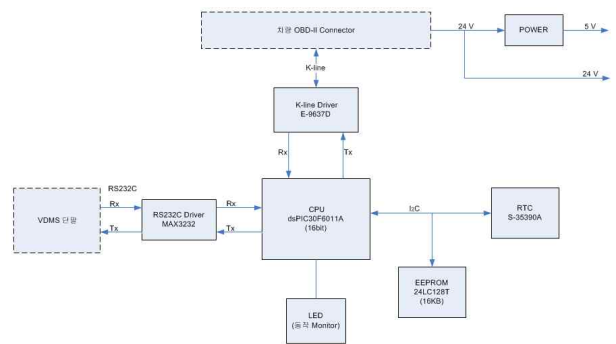 차량 OBD-II Connector
24 V
POWER
5 V
24 V
K-line
K-line Driver
E-9637D
Rx
Tx
RS232C
Rx
Tx
VDMS 단말
RS232C Driver
MAX3232
Rx
Tx
CPU
dsPIC30F6011A
(16bit)
I2C
RTC
S-35390A
EEPROM
24LC128T
(16KB)
LED
(동작 Monitor)